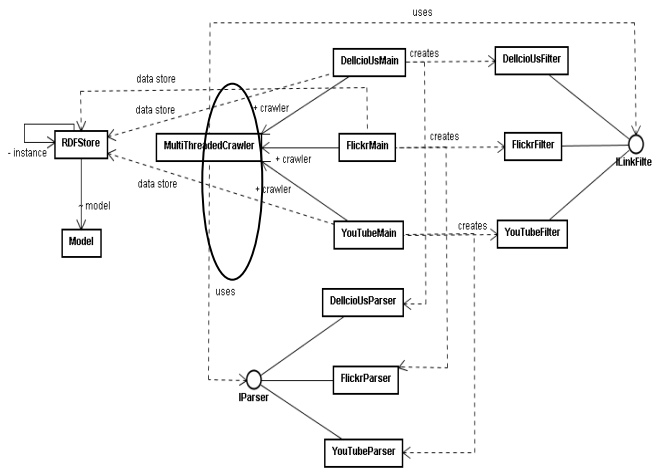 uses
DelIcioUsMain
creates
DelIcioUsFilter
data store
+ crawler
data store
RDFStore
- instance
MultiThreadedCrawler
FlickrMain
creates
FlickrFilter
ILinkFilte
+ crawler
data store
+ crawler
~ model
Model
YouTubeMain
creates
YouTubeFilter
uses
DelIcioUsParser
IParser
FlickrParser
YouTubeParser